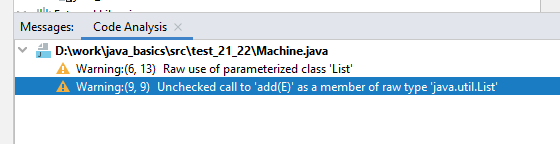 Messages: Code Analysis ×
D:\work\java_basics\src\test_21_22\Machine.java
Warning:(6, 13) Raw use of parameterized class 'List'
Warning:(9, 9) Unchecked call to 'add(E)' as a member of raw type 'java.util.List'